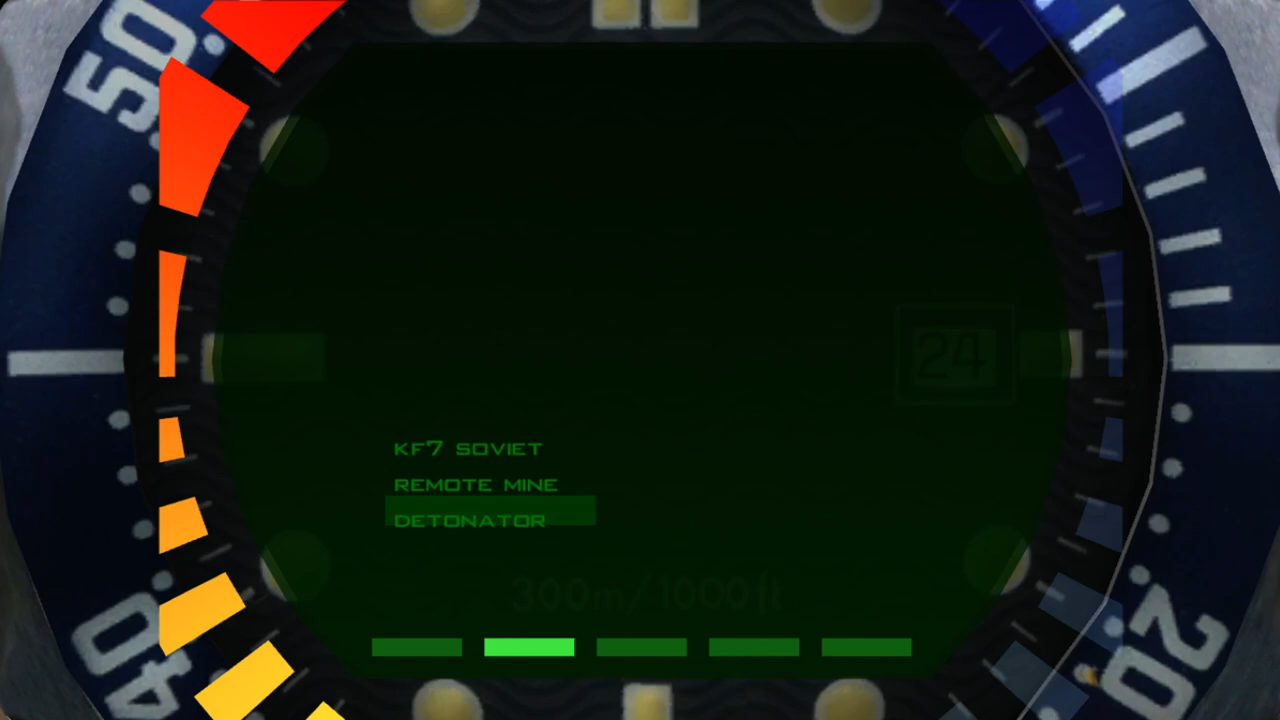 50
24
KF7 SOVIET
REMOTE MINE
DETONATOR
300m/1000ft
40
20